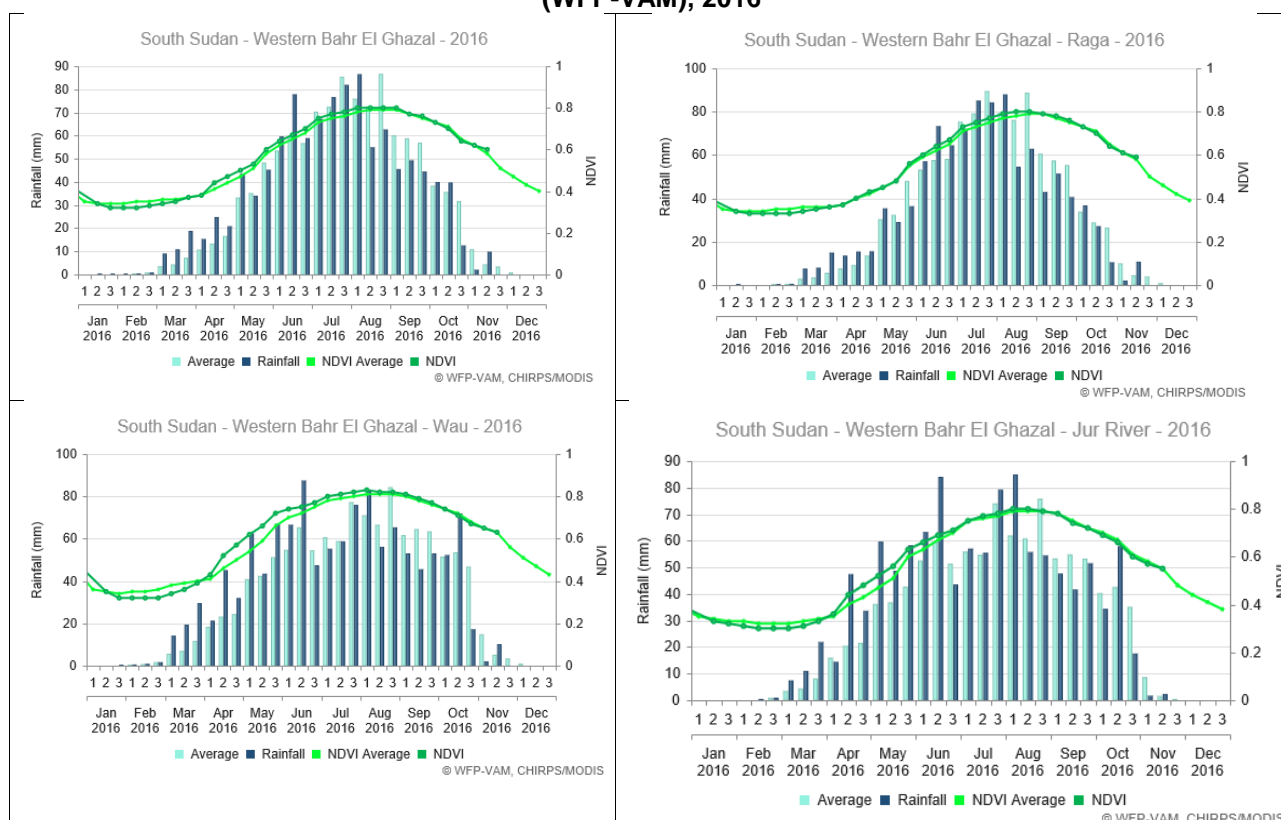 (WFP-VAM), 2016
South Sudan - Western Bahr El Ghazal - 2016
90
80
70
60
50
40
30
20
10
0
Rainfall (mm)
1
0.8
0.6
0.4
0.2
0
NDVI
1 2 3 1 2 3 1 2 3 1 2 3 1 2 3 1 2 3 1 2 3 1 2 3 1 2 3 1 2 3 1 2 3 1 2 3
Jan Feb Mar Apr May Jun Jul Aug Sep Oct Nov Dec
2016 2016 2016 2016 2016 2016 2016 2016 2016 2016 2016 2016
Average Rainfall NDVI Average NDVI
© WFP-VAM, CHIRPS/MODIS
South Sudan - Western Bahr El Ghazal - Raga - 2016
100
80
60
40
20
0
Rainfall (mm)
1
0.8
0.6
0.4
0.2
0
NDVI
1 2 3 1 2 3 1 2 3 1 2 3 1 2 3 1 2 3 1 2 3 1 2 3 1 2 3 1 2 3 1 2 3 1 2 3
Jan Feb Mar Apr May Jun Jul Aug Sep Oct Nov Dec
2016 2016 2016 2016 2016 2016 2016 2016 2016 2016 2016 2016
Average Rainfall NDVI Average NDVI
© WFP-VAM, CHIRPS/MODIS
South Sudan - Western Bahr El Ghazal - Wau - 2016
100
80
60
40
20
0
Rainfall (mm)
1
0.8
0.6
0.4
0.2
0
NDVI
1 2 3 1 2 3 1 2 3 1 2 3 1 2 3 1 2 3 1 2 3 1 2 3 1 2 3 1 2 3 1 2 3 1 2 3
Jan Feb Mar Apr May Jun Jul Aug Sep Oct Nov Dec
2016 2016 2016 2016 2016 2016 2016 2016 2016 2016 2016 2016
Average Rainfall NDVI Average NDVI
© WFP-VAM, CHIRPS/MODIS
South Sudan - Western Bahr El Ghazal - Jur River - 2016
90
80
70
60
50
40
30
20
10
0
Rainfall (mm)
1
0.8
0.6
0.4
0.2
0
NDVI
1 2 3 1 2 3 1 2 3 1 2 3 1 2 3 1 2 3 1 2 3 1 2 3 1 2 3 1 2 3 1 2 3 1 2 3
Jan Feb Mar Apr May Jun Jul Aug Sep Oct Nov Dec
2016 2016 2016 2016 2016 2016 2016 2016 2016 2016 2016 2016
Average Rainfall NDVI Average NDVI
© WFP-VAM, CHIRPS/MODIS